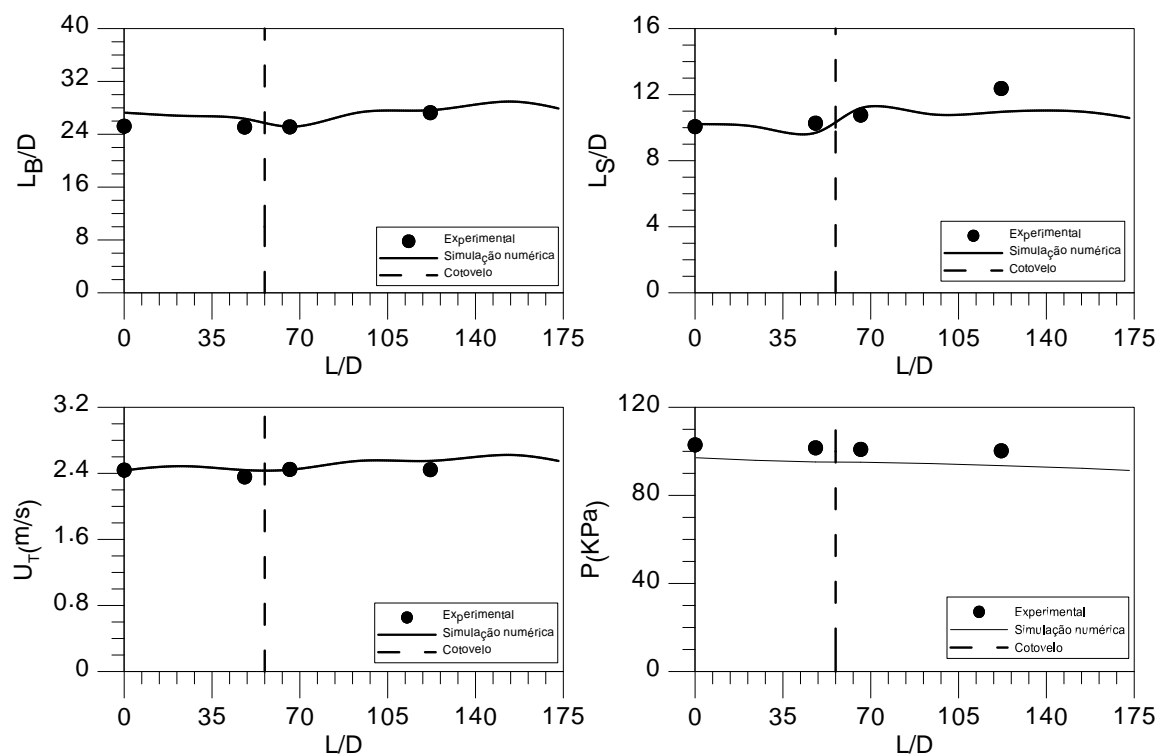 40
32
24
16
8
0
L_B/D
Experimental
Simulação numérica
Cotovelo
0 35 70 105 140 175
L/D
16
12
8
4
0
L_S/D
Experimental
Simulação numérica
Cotovelo
0 35 70 105 140 175
L/D
3.2
2.4
1.6
0.8
0
U_T(m/s)
Experimental
Simulação numérica
Cotovelo
0 35 70 105 140 175
L/D
120
80
40
0
P(KPa)
Experimental
Simulação numérica
Cotovelo
0 35 70 105 140 175
L/D